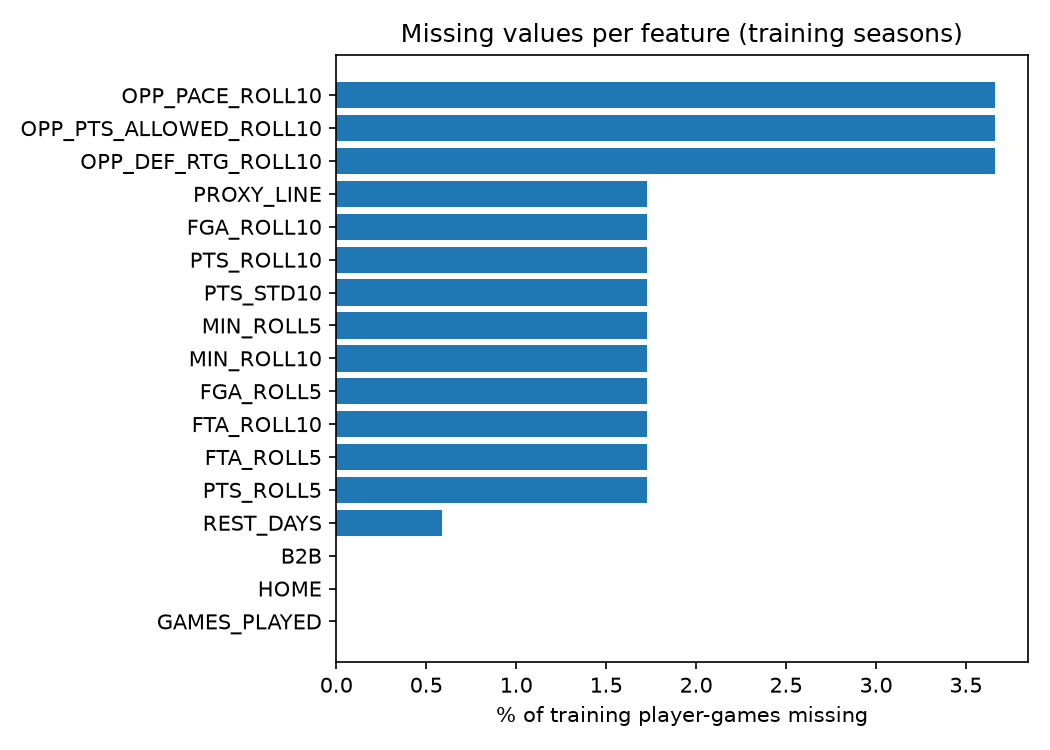 Missing values per feature (training seasons)
OPP_PACE_ROLL10
OPP_PTS_ALLOWED_ROLL10
OPP_DEF_RTG_ROLL10
PROXY_LINE
FGA_ROLL10
PTS_ROLL10
PTS_STD10
MIN_ROLL5
MIN_ROLL10
FGA_ROLL5
FTA_ROLL10
FTA_ROLL5
PTS_ROLL5
REST_DAYS
B2B
HOME
GAMES_PLAYED
0.0 0.5 1.0 1.5 2.0 2.5 3.0 3.5
% of training player-games missing